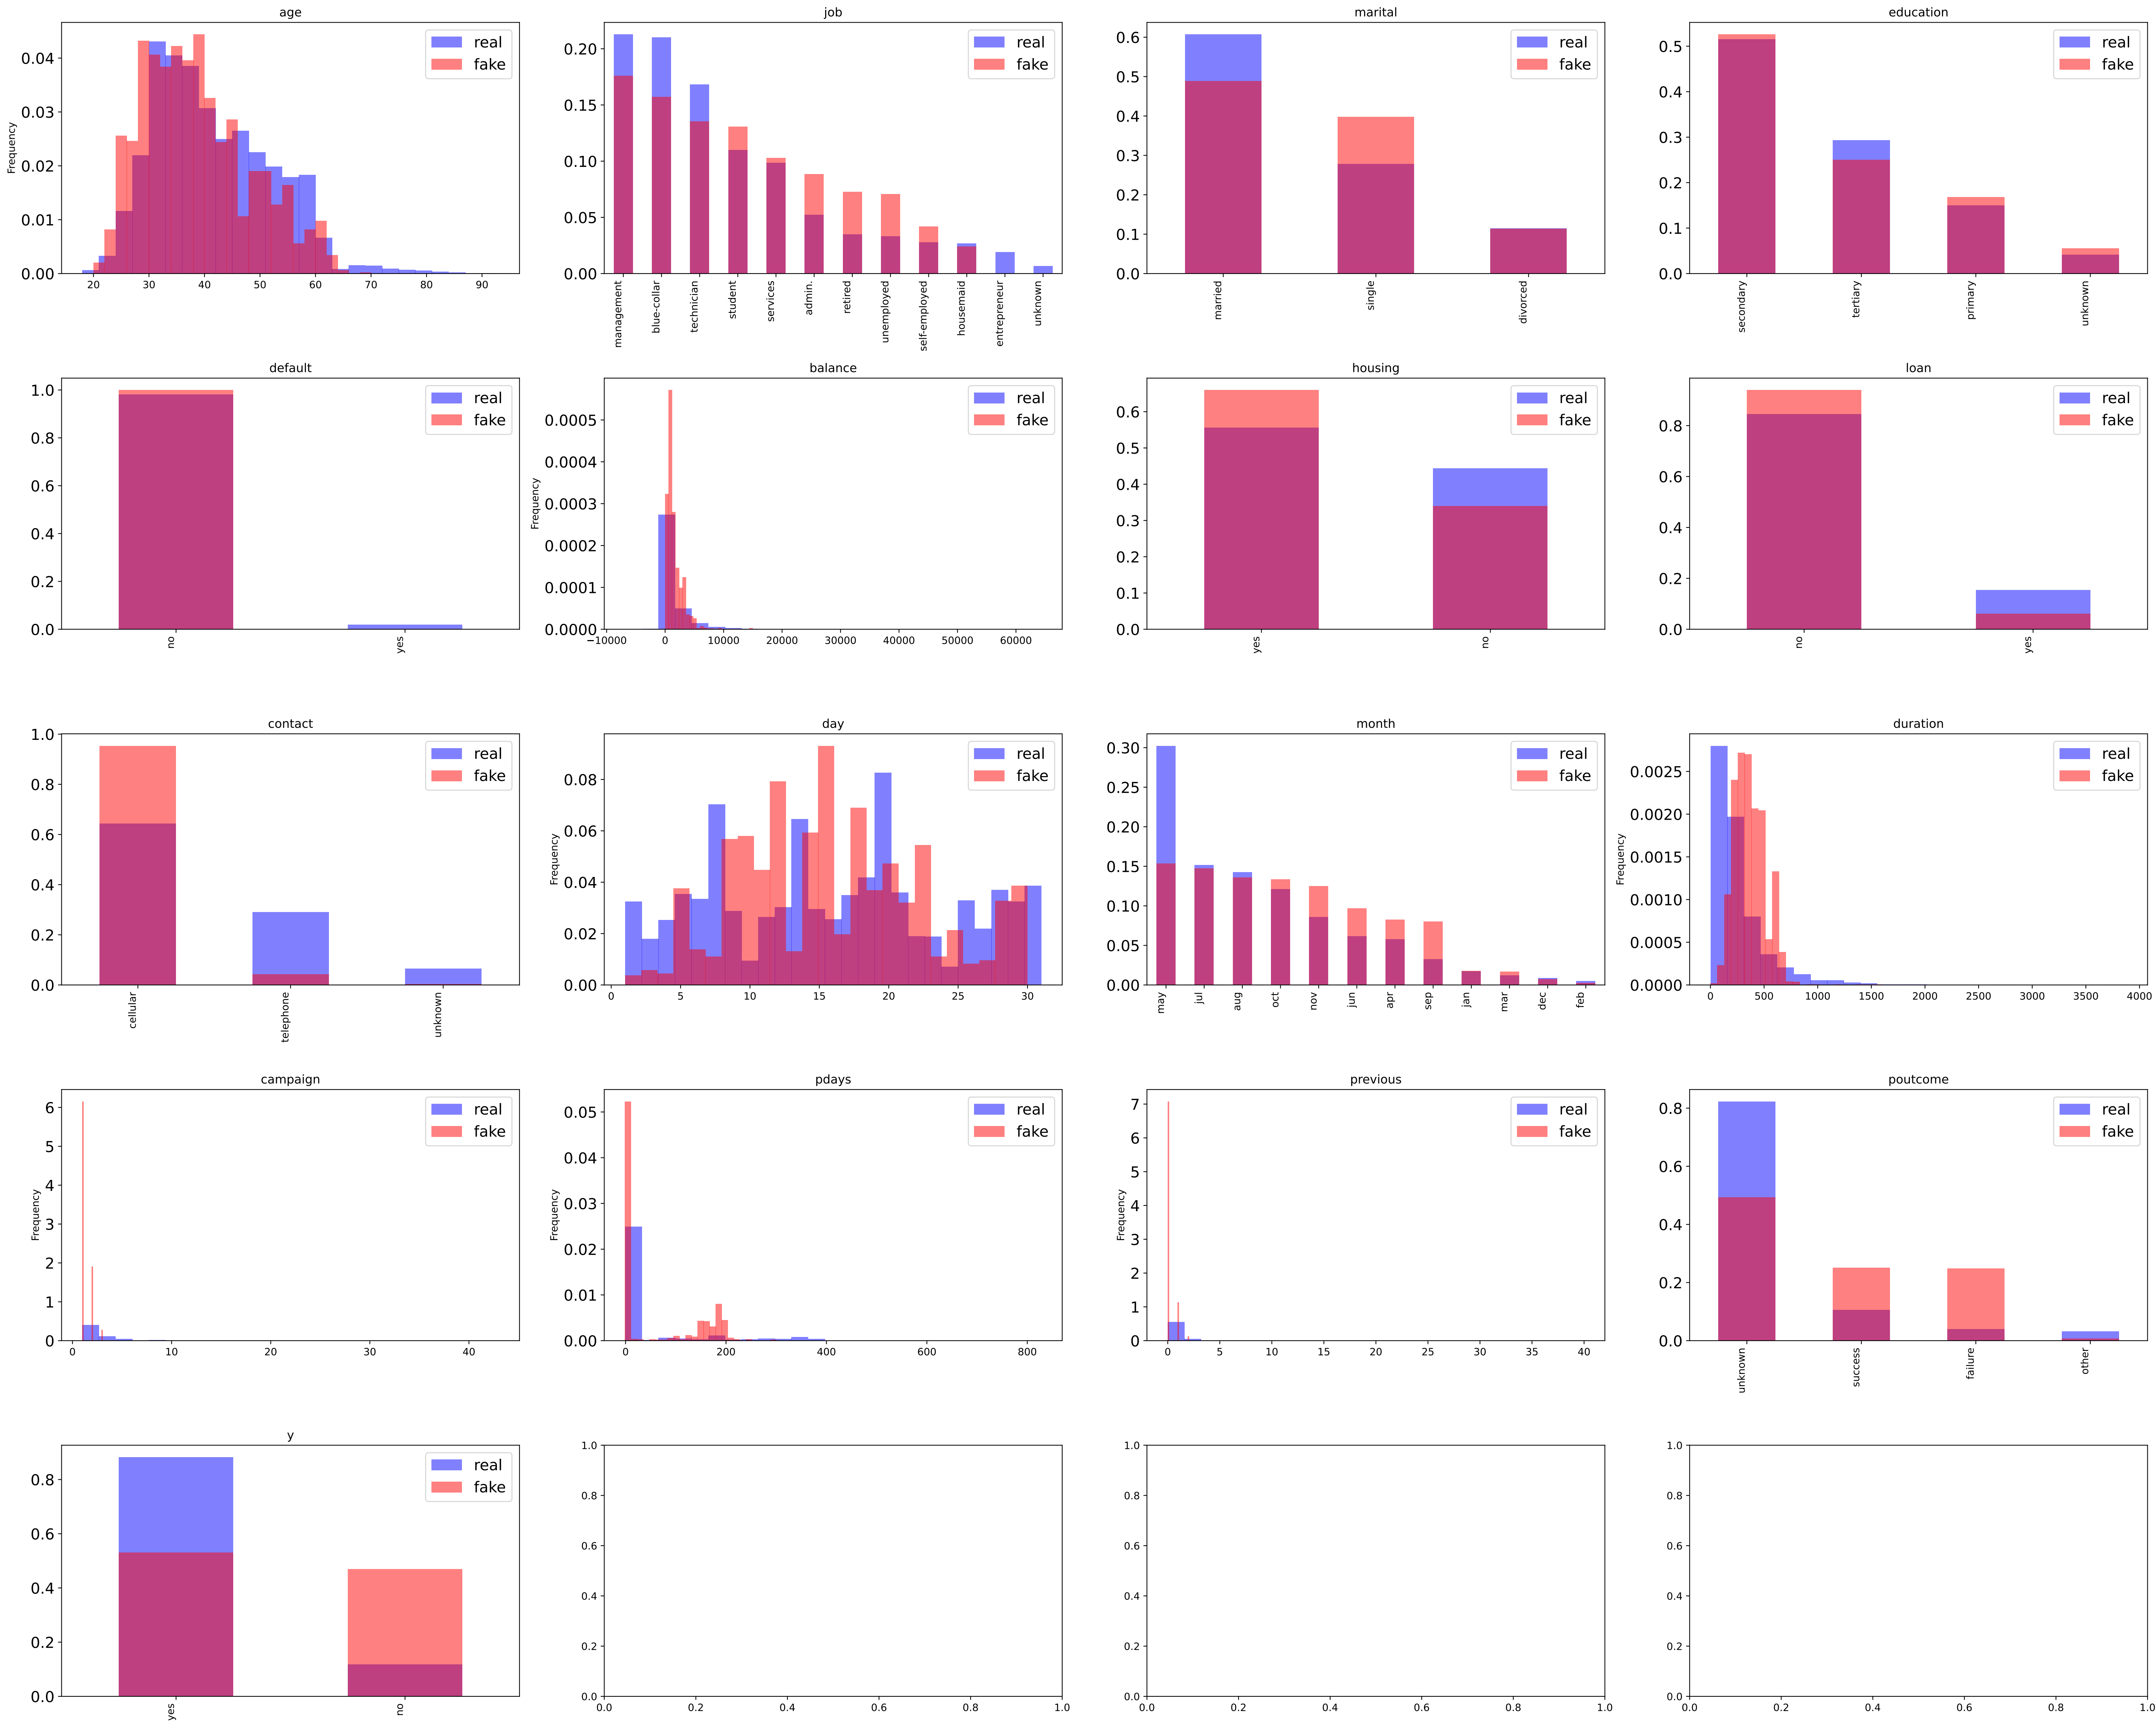 age
Frequency
0.04
0.03
0.02
0.01
0.00
real
fake
20 30 40 50 60 70 80 90
job
0.20
0.15
0.10
0.05
0.00
real
fake
management blue-collar technician student services admin. retired unemployed self-employed housemaid entrepreneur unknown
marital
0.6
0.5
0.4
0.3
0.2
0.1
0.0
real
fake
married single divorced
education
0.5
0.4
0.3
0.2
0.1
0.0
real
fake
secondary tertiary primary unknown
default
1.0
0.8
0.6
0.4
0.2
0.0
real
fake
no yes
balance
Frequency
0.0005
0.0004
0.0003
0.0002
0.0001
0.0000
real
fake
−10000 0 10000 20000 30000 40000 50000 60000
housing
0.6
0.5
0.4
0.3
0.2
0.1
0.0
real
fake
yes no
loan
0.8
0.6
0.4
0.2
0.0
real
fake
no yes
contact
1.0
0.8
0.6
0.4
0.2
0.0
real
fake
cellular telephone unknown
day
Frequency
0.08
0.06
0.04
0.02
0.00
real
fake
0 5 10 15 20 25 30
month
0.30
0.25
0.20
0.15
0.10
0.05
0.00
real
fake
may jul aug oct nov jun apr sep jan mar dec feb
duration
Frequency
0.0025
0.0020
0.0015
0.0010
0.0005
0.0000
real
fake
0 500 1000 1500 2000 2500 3000 3500 4000
campaign
Frequency
6
5
4
3
2
1
0
real
fake
0 10 20 30 40
pdays
Frequency
0.05
0.04
0.03
0.02
0.01
0.00
real
fake
0 200 400 600 800
previous
Frequency
7
6
5
4
3
2
1
0
real
fake
0 5 10 15 20 25 30 35 40
poutcome
0.8
0.6
0.4
0.2
0.0
real
fake
unknown success failure other
y
0.8
0.6
0.4
0.2
0.0
real
fake
yes no
1.0
0.8
0.6
0.4
0.2
0.0
0.0 0.2 0.4 0.6 0.8 1.0
1.0
0.8
0.6
0.4
0.2
0.0
0.0 0.2 0.4 0.6 0.8 1.0
1.0
0.8
0.6
0.4
0.2
0.0
0.0 0.2 0.4 0.6 0.8 1.0